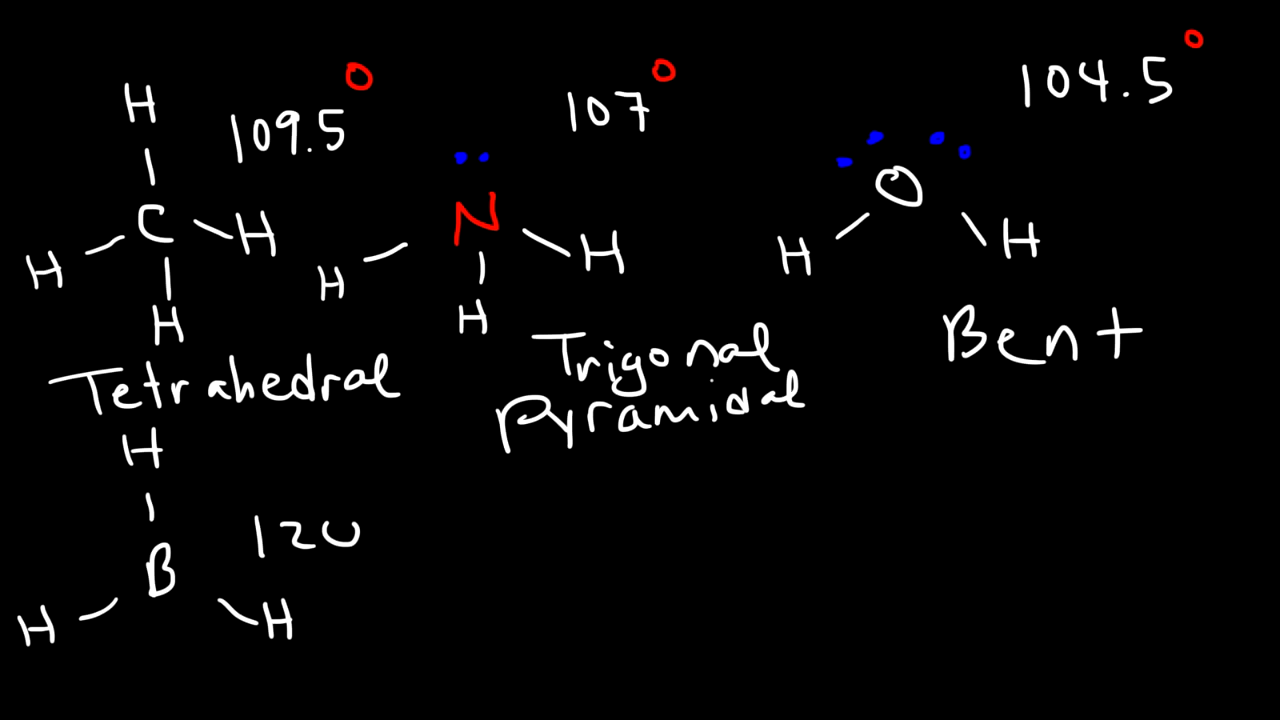 H
109.5°
C
H
H
H
Tetrahedral
107°
N
H
H
H
Trigonal
Pyramidal
104.5°
O
H
H
Bent
H
120
B
H
H